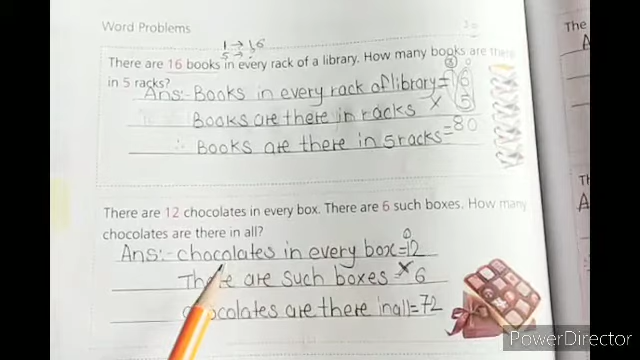 Word Problems
1 → 16
5 → ?
There are 16 books in every rack of a library. How many books are there
in 5 racks?
Ans:- Books in every rack of library = 16
Books are there in racks × 5
∴ Books are there in 5 racks = 80
There are 12 chocolates in every box. There are 6 such boxes. How many
chocolates are there in all?
Ans:- chocolates in every box = 12
There are such boxes = × 6
chocolates are there in all = 72
The
Th
PowerDirector